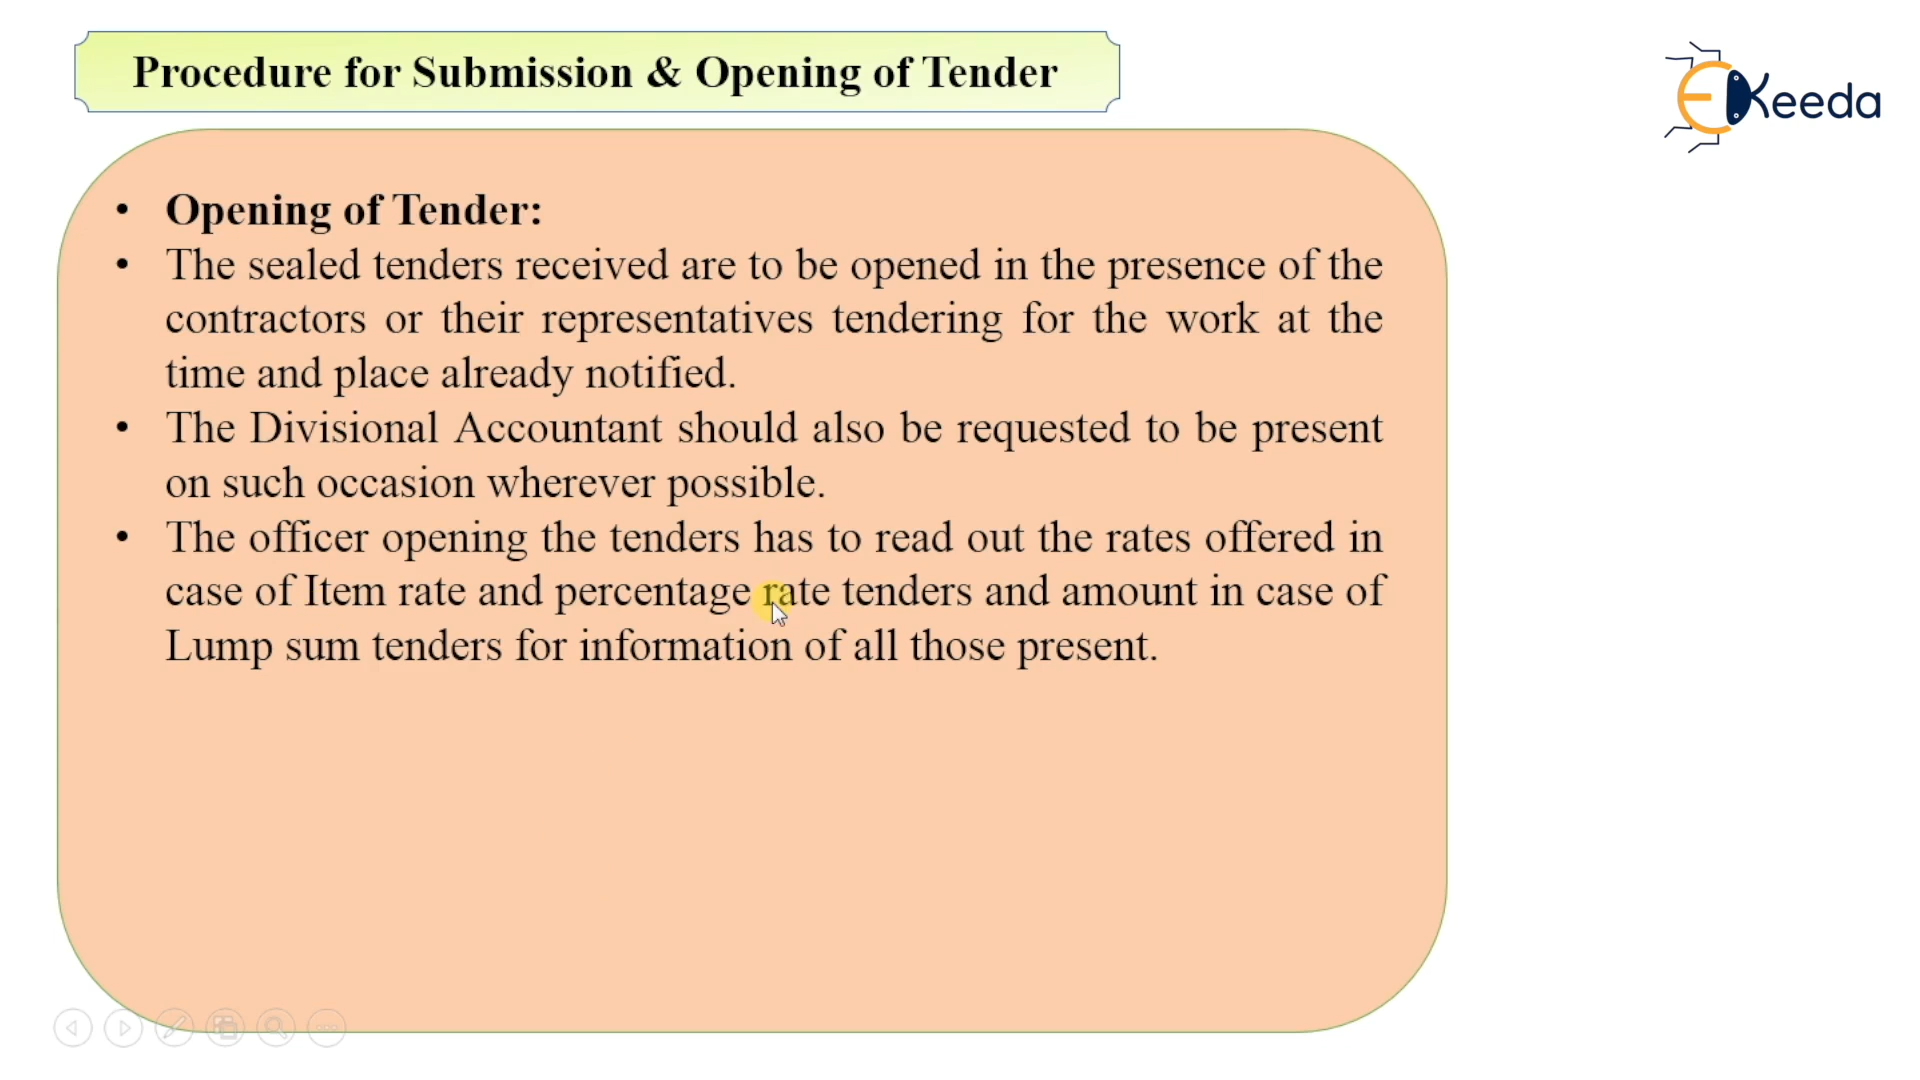 Procedure for Submission & Opening of Tender
EKeeda
• Opening of Tender:
• The sealed tenders received are to be opened in the presence of the
contractors or their representatives tendering for the work at the
time and place already notified.
• The Divisional Accountant should also be requested to be present
on such occasion wherever possible.
• The officer opening the tenders has to read out the rates offered in
case of Item rate and percentage rate tenders and amount in case of
Lump sum tenders for information of all those present.